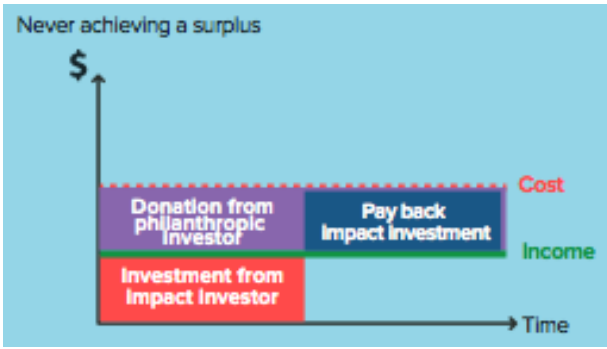 Never achieving a surplus
$
Cost
Donation from
philanthropic
Investor
Pay back
Impact Investment
Income
Investment from
Impact Investor
Time